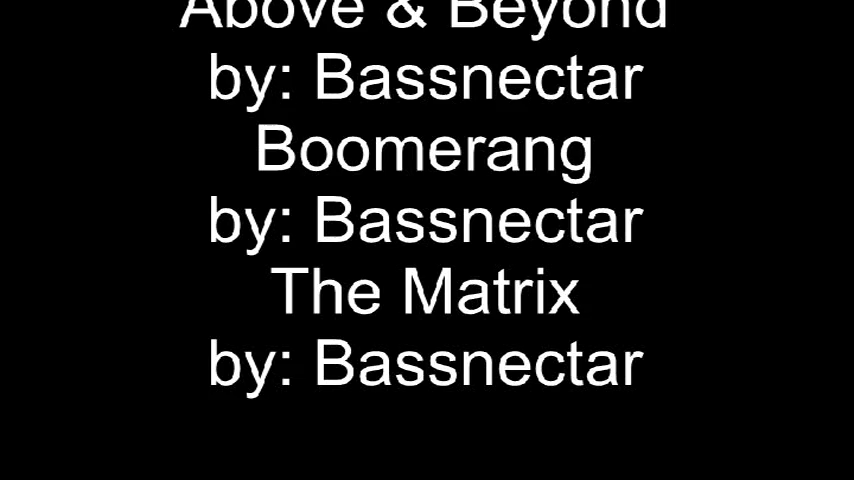 Above & Beyond
by: Bassnectar
Boomerang
by: Bassnectar
The Matrix
by: Bassnectar